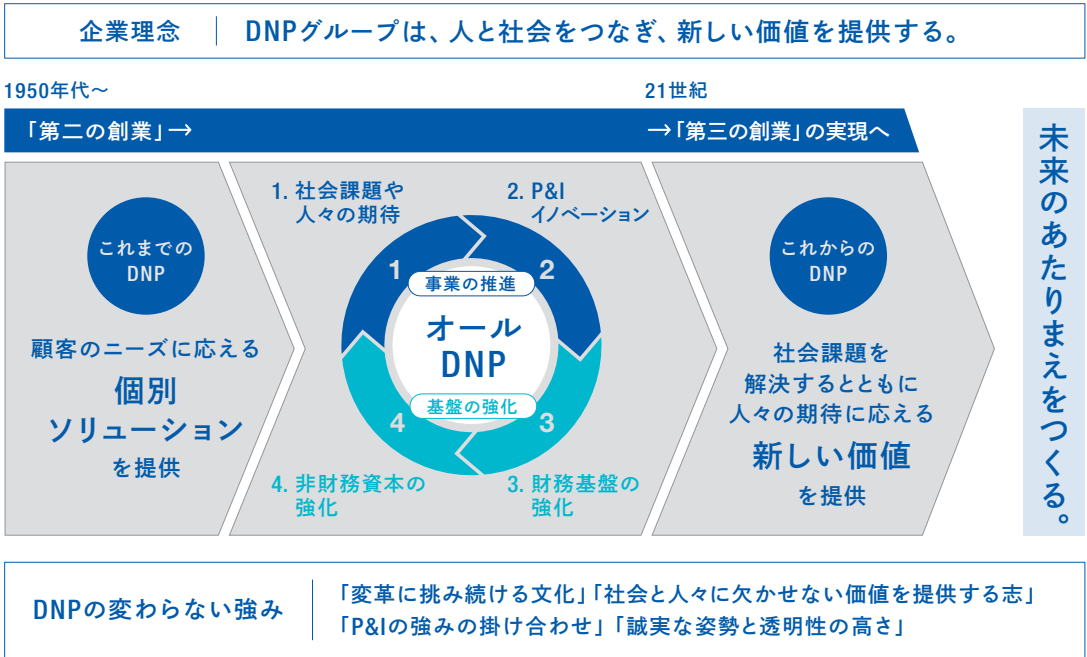 企業理念
DNPグループは、人と社会をつなぎ、新しい価値を提供する。
1950年代～
21世紀
「第二の創業」→
→「第三の創業」の実現へ
これまでの
DNP
顧客のニーズに応える
個別
ソリューション
を提供
1. 社会課題や
人々の期待
2. P&I
イノベーション
1
2
事業の推進
オール
DNP
基盤の強化
4
3
4. 非財務資本の
強化
3. 財務基盤の
強化
これからの
DNP
社会課題を
解決するとともに
人々の期待に応える
新しい価値
を提供
未来のあたりまえをつくる。
DNPの変わらない強み
「変革に挑み続ける文化」「社会と人々に欠かせない価値を提供する志」
「P&Iの強みの掛け合わせ」「誠実な姿勢と透明性の高さ」